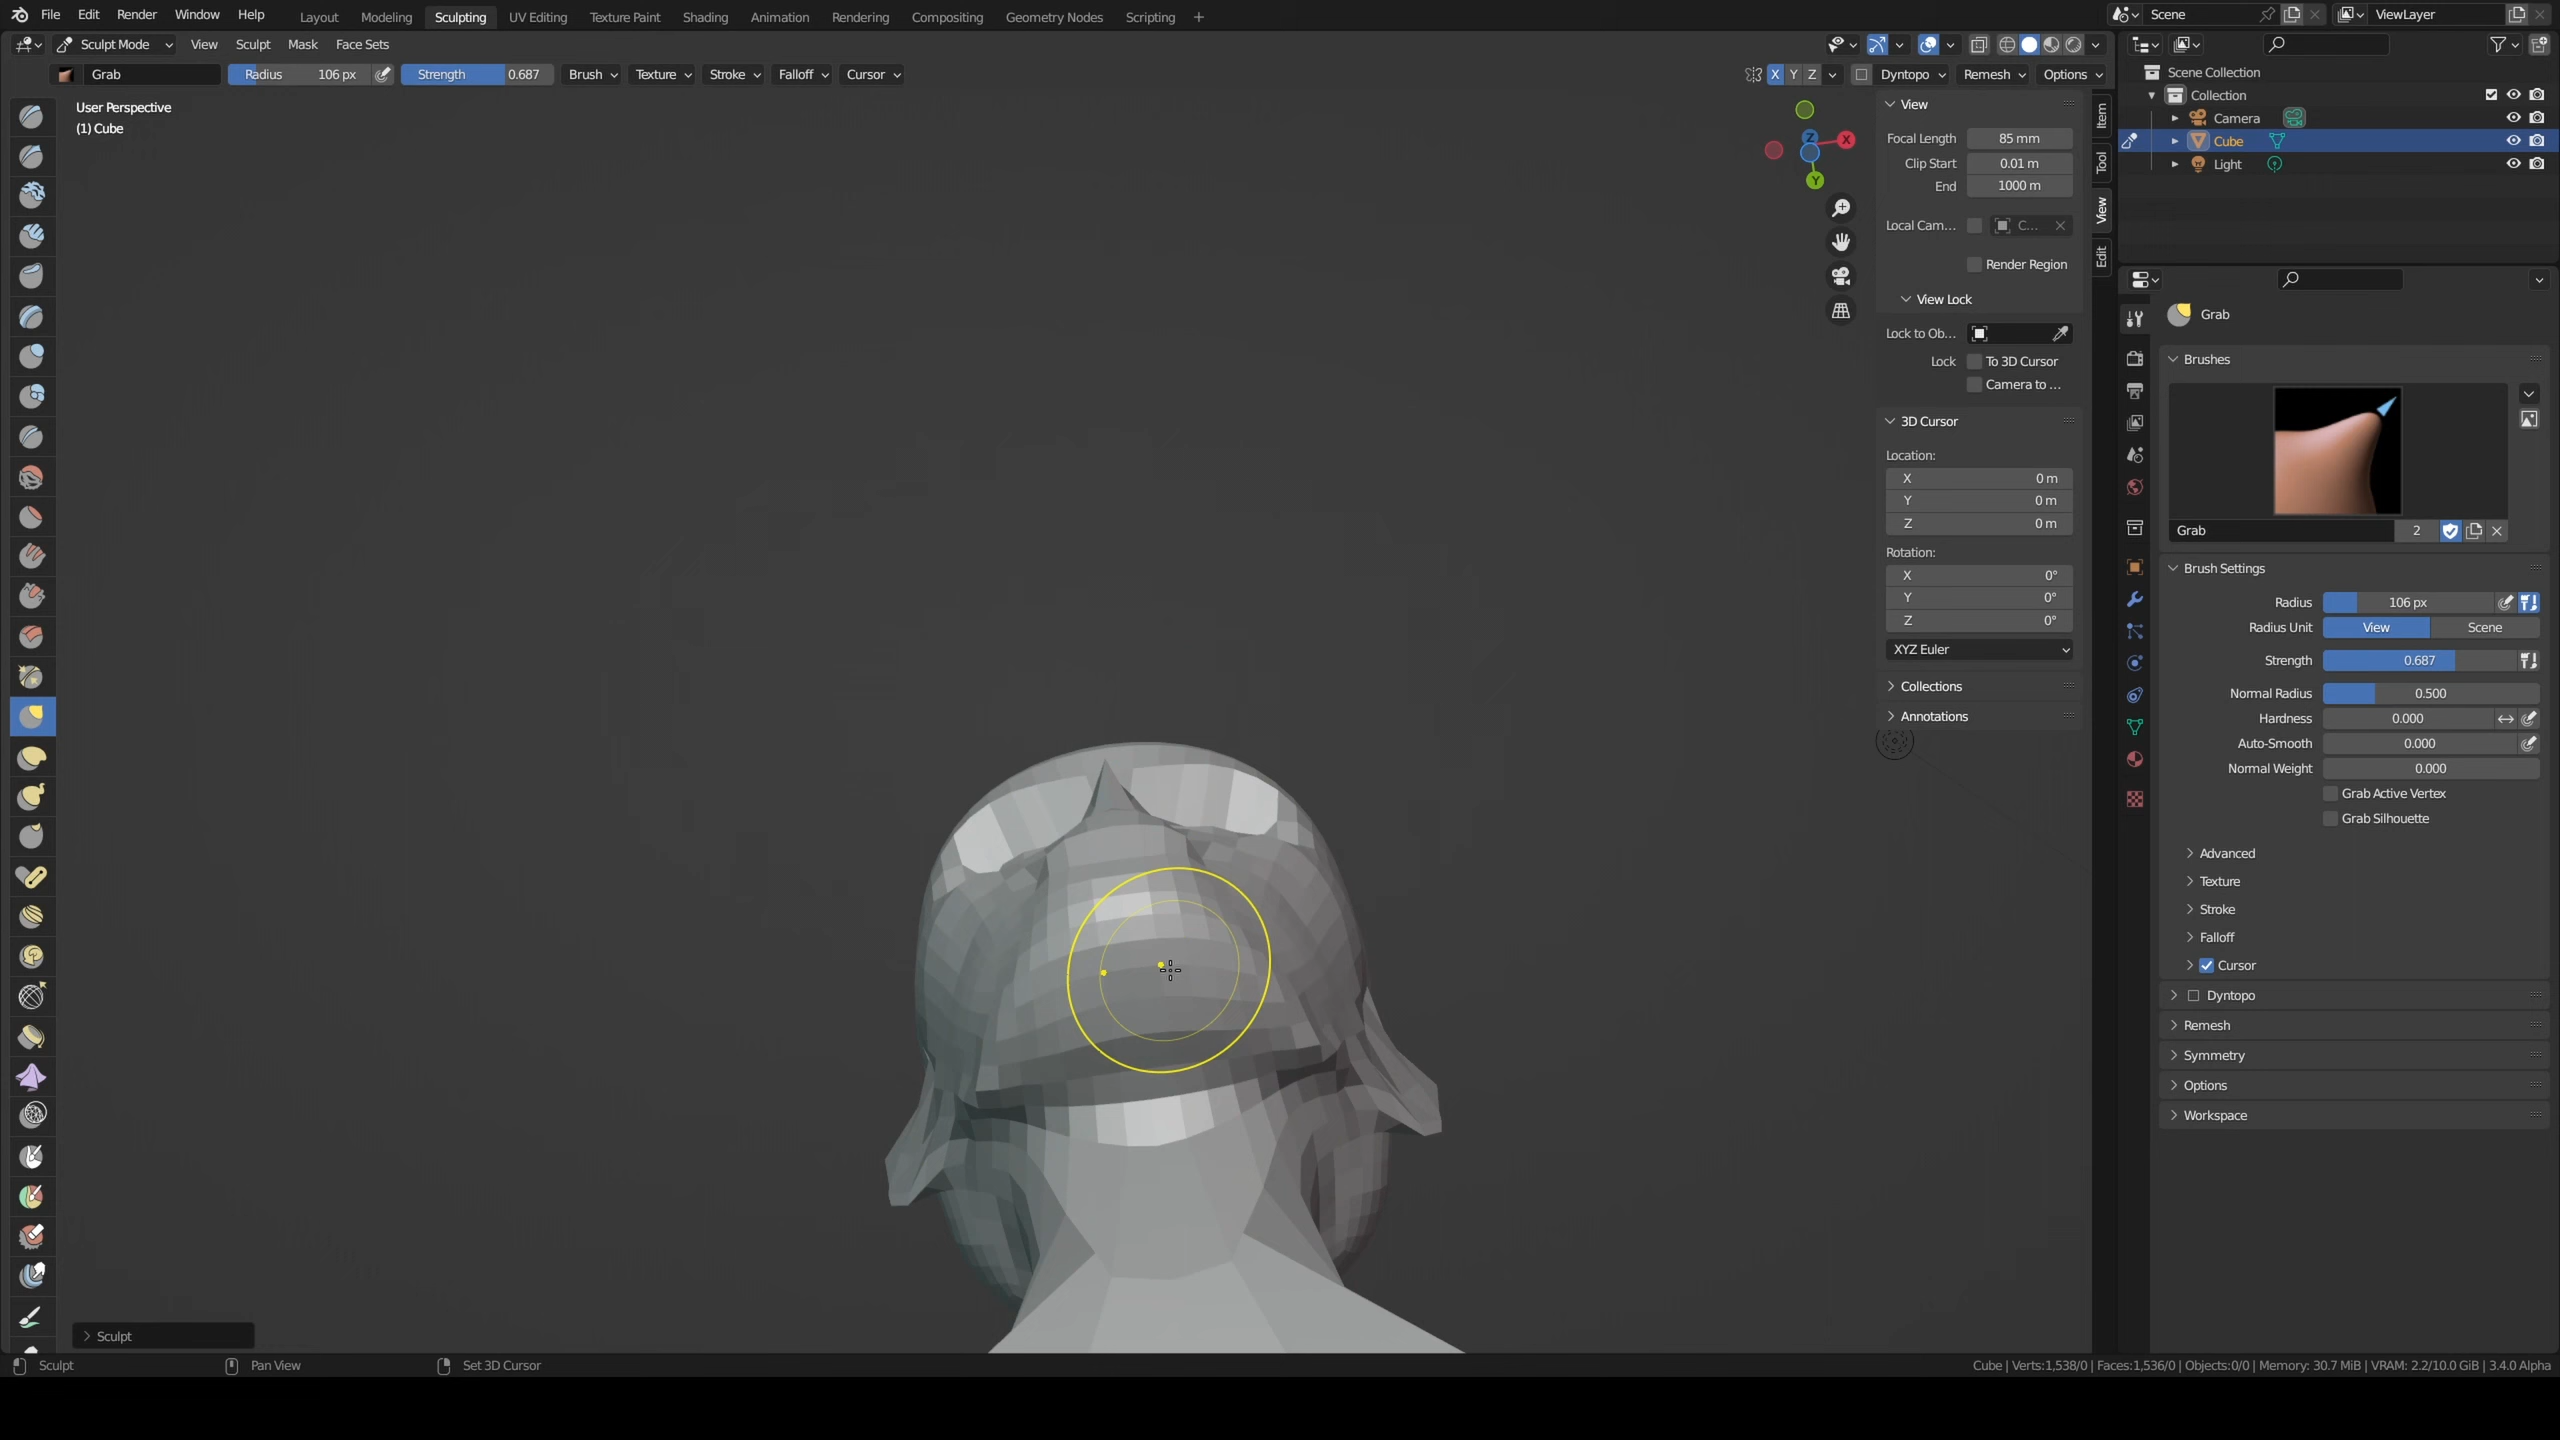 File Edit Render Window Help Layout Modeling Sculpting UV Editing Texture Paint Shading Animation Rendering Compositing Geometry Nodes Scripting + Scene ViewLayer
Sculpt Mode View Sculpt Mask Face Sets
Grab Radius 106 px Strength 0.687 Brush Texture Stroke Falloff Cursor X Y Z Dyntopo Remesh Options
User Perspective
(1) Cube
X
Z
Y
View
Focal Length 85 mm
Clip Start 0.01 m
End 1000 m
Local Cam... C...
Render Region
View Lock
Lock to Ob...
Lock To 3D Cursor
Camera to ...
3D Cursor
Location:
X 0 m
Y 0 m
Z 0 m
Rotation:
X 0°
Y 0°
Z 0°
XYZ Euler
Collections
Annotations
Item
Tool
View
Edit
Scene Collection
Collection
Camera
Cube
Light
Grab
Brushes
Grab 2
Brush Settings
Radius 106 px
Radius Unit View Scene
Strength 0.687
Normal Radius 0.500
Hardness 0.000
Auto-Smooth 0.000
Normal Weight 0.000
Grab Active Vertex
Grab Silhouette
Advanced
Texture
Stroke
Falloff
Cursor
Dyntopo
Remesh
Symmetry
Options
Workspace
Sculpt
Sculpt Pan View Set 3D Cursor Cube | Verts:1,538/0 | Faces:1,536/0 | Objects:0/0 | Memory: 30.7 MiB | VRAM: 2.2/10.0 GiB | 3.4.0 Alpha